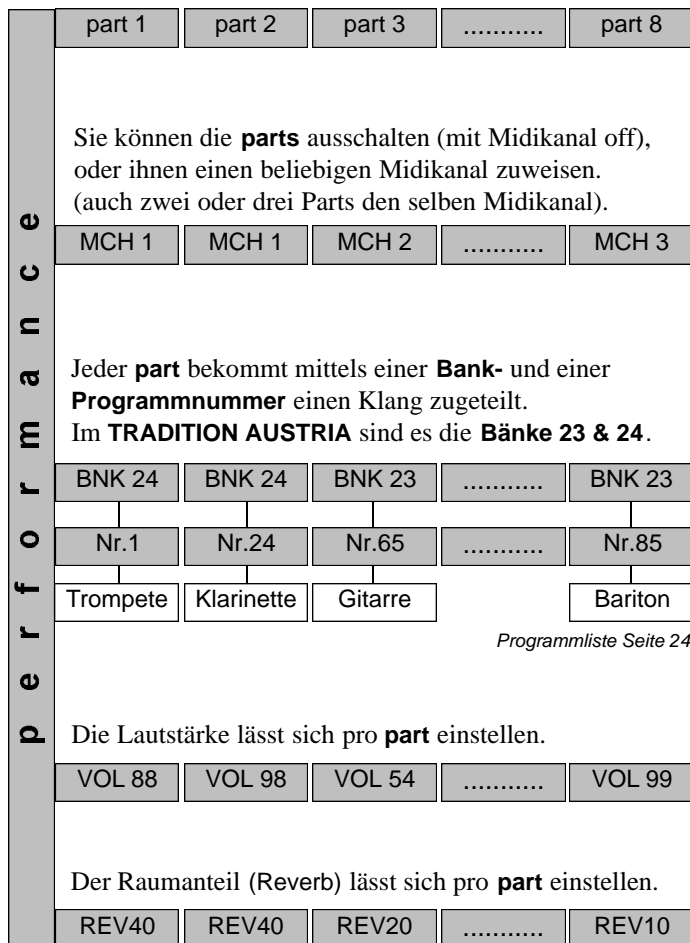 performance
part 1 part 2 part 3 ........... part 8
Sie können die parts ausschalten (mit Midikanal off),
oder ihnen einen beliebigen Midikanal zuweisen.
(auch zwei oder drei Parts den selben Midikanal).
MCH 1 MCH 1 MCH 2 ........... MCH 3
Jeder part bekommt mittels einer Bank- und einer
Programmnummer einen Klang zugeteilt.
Im TRADITION AUSTRIA sind es die Bänke 23 & 24.
BNK 24 BNK 24 BNK 23 ........... BNK 23
Nr.1 Nr.24 Nr.65 ........... Nr.85
Trompete Klarinette Gitarre Bariton
Programmliste Seite 24
Die Lautstärke lässt sich pro part einstellen.
VOL 88 VOL 98 VOL 54 ........... VOL 99
Der Raumanteil (Reverb) lässt sich pro part einstellen.
REV40 REV40 REV20 ........... REV10